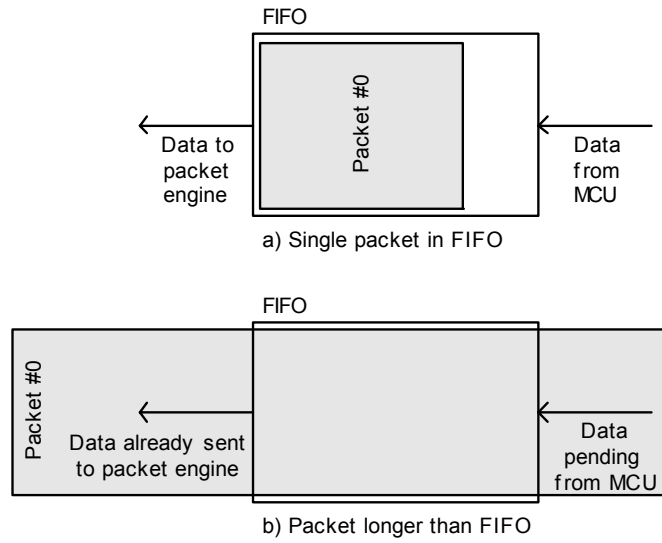 FIFO
Packet #0
Data to
packet
engine
Data
from
MCU
a) Single packet in FIFO
FIFO
Packet #0
Data already sent
to packet engine
Data
pending
from MCU
b) Packet longer than FIFO